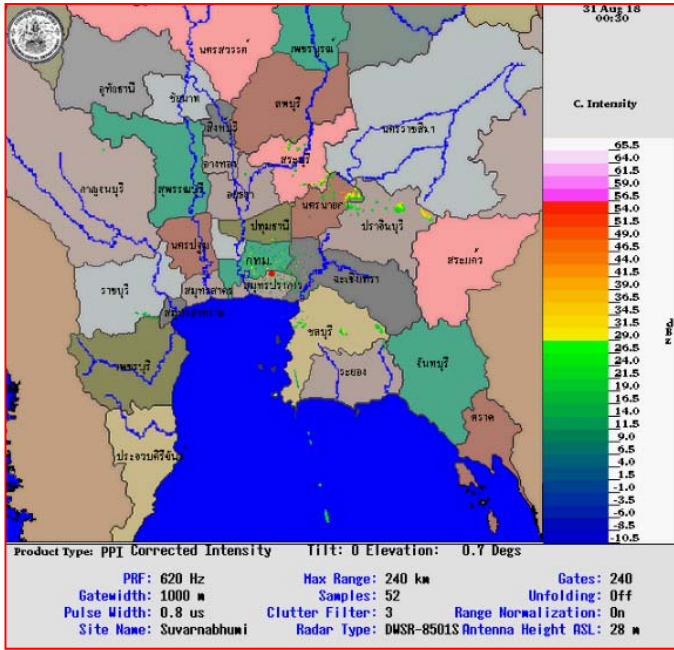 31 Aug 18
00:30
C. Intensity
นครสวรรค์
เพชรบูรณ์
อุทัยธานี
ชัยนาท
ลพบุรี
สิงห์บุรี
นครราชสีมา
อ่างทอง
สระบุรี
กาญจนบุรี
สุพรรณบุรี
อยุธยา
นครนายก
ปทุมธานี
ปราจีนบุรี
นครปฐม
กทม.
สระแก้ว
ราชบุรี
สมุทรสาคร
สมุทรปราการ
ฉะเชิงเทรา
สมุทรสงคราม
ชลบุรี
เพชรบุรี
ระยอง
จันทบุรี
ตราด
ประจวบคีรีขัน
65.5
64.0
61.5
59.0
56.5
54.0
51.5
49.0
46.5
44.0
41.5
39.0
36.5
34.0
31.5
29.0
26.5
24.0
21.5
19.0
16.5
14.0
11.5
9.0
6.5
4.0
1.5
-1.0
-3.5
-6.0
-8.5
-10.5
Product Type: PPI Corrected Intensity Tilt: 0 Elevation: 0.7 Degs
PRF: 620 Hz Max Range: 240 km Gates: 240
Gatewidth: 1000 m Samples: 52 Unfolding: Off
Pulse Width: 0.8 us Clutter Filter: 3 Range Normalization: On
Site Name: Suvarnabhumi Radar Type: DWSR-8501S Antenna Height ASL: 28 m